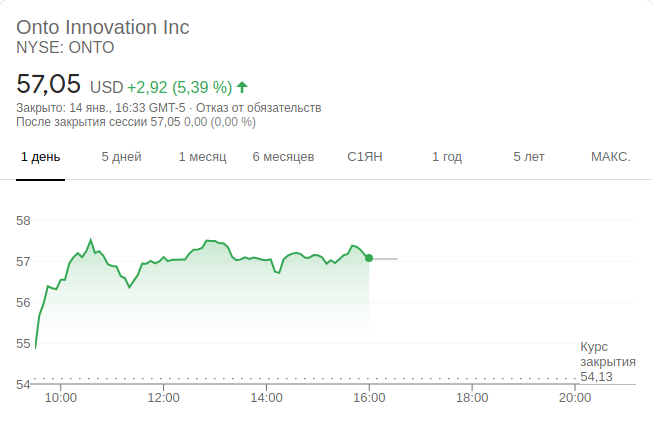 Onto Innovation Inc
NYSE: ONTO
57,05 USD +2,92 (5,39 %)
Закрыто: 14 янв., 16:33 GMT-5 · Отказ от обязательств
После закрытия сессии 57,05 0,00 (0,00 %)
1 день 5 дней 1 месяц 6 месяцев С1ЯН 1 год 5 лет МАКС.
58
57
56
55
Курс
закрытия
54,13
54
10:00 12:00 14:00 16:00 18:00 20:00